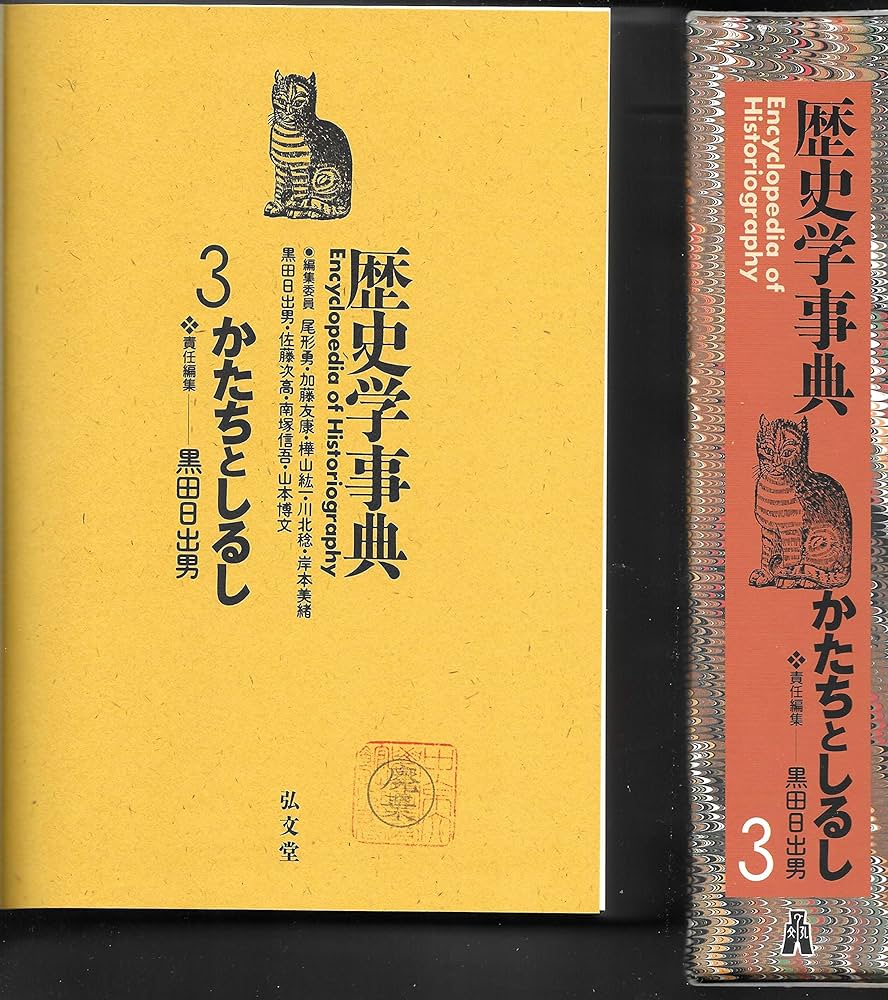 歴史学事典
Encyclopedia of Historiography
●編集委員 尾形勇・加藤友康・樺山紘一・川北稔・岸本美緒
黒田日出男・佐藤次高・南塚信吾・山本博文
3 かたちとしるし
❖責任編集──黒田日出男
廃棄
弘文堂
歴史学事典
Encyclopedia of
Historiography
かたちとしるし
❖責任編集──黒田日出男
3